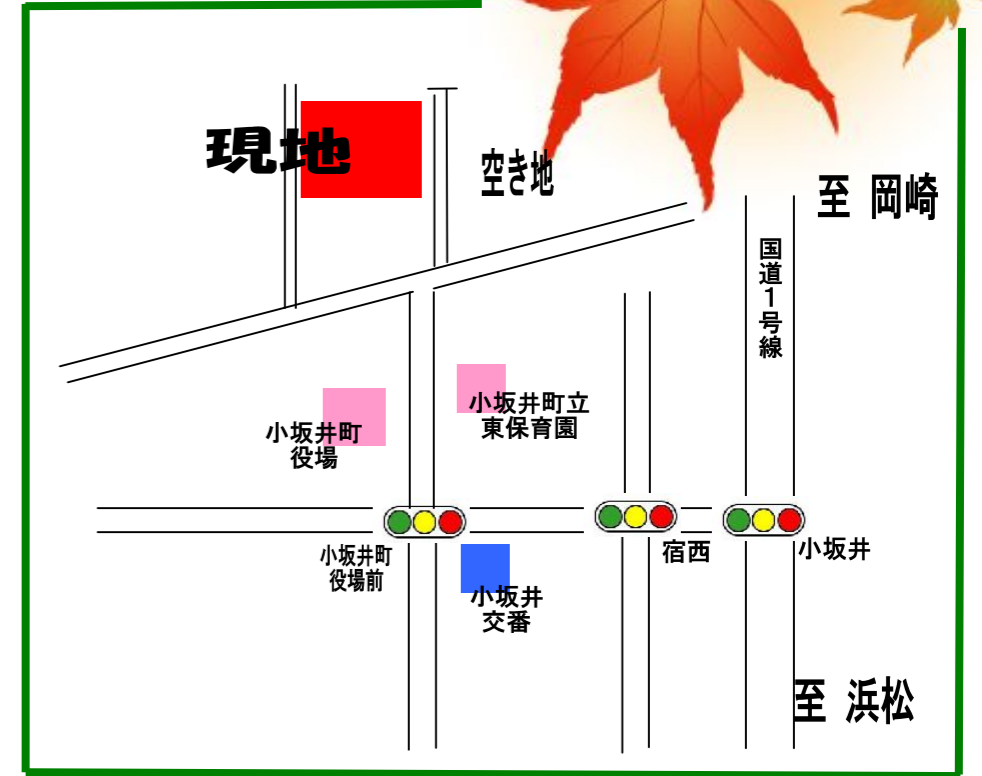 現地
空き地
至 岡崎
国道1号線
小坂井町立
東保育園
小坂井町
役場
小坂井町
役場前
宿西
小坂井
小坂井
交番
至 浜松